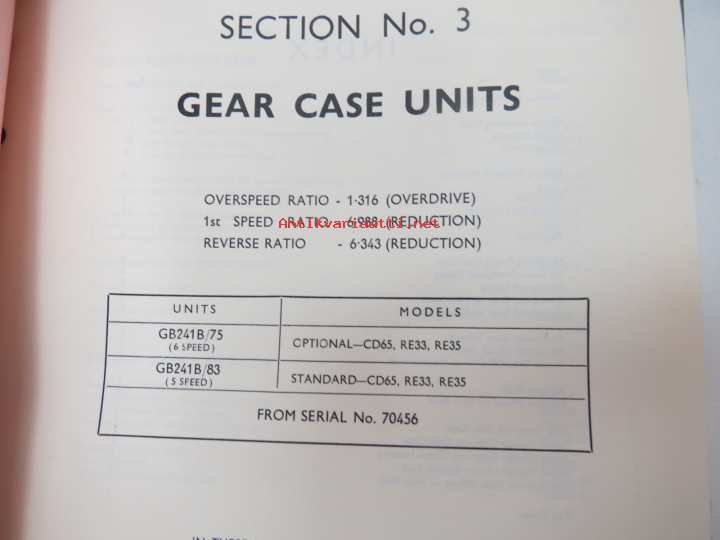 SECTION No. 3
GEAR CASE UNITS
OVERSPEED RATIO - 1·316 (OVERDRIVE)
1st SPEED RATIO - 6·988 (REDUCTION)
Antikvariaatti.net
REVERSE RATIO - 6·343 (REDUCTION)
UNITS MODELS
GB241B/75
(6 SPEED)
OPTIONAL—CD65, RE33, RE35
GB241B/83
(5 SPEED)
STANDARD—CD65, RE33, RE35
FROM SERIAL No. 70456